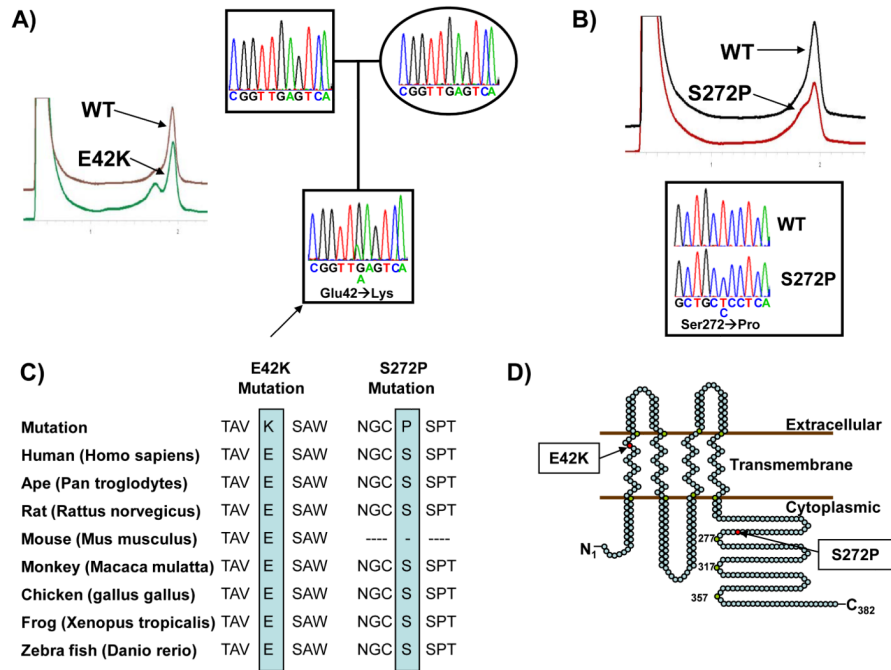 A)
WT
E42K
1 2
CGGTTGAGTCA
CGGTTGAGTCA
CGGTTGAGTCA
A
Glu42→Lys
B)
WT
S272P
1 2
WT
S272P
GCTGCTCCTCA
C
Ser272→Pro
C)
E42K Mutation S272P Mutation
Mutation TAV K SAW NGC P SPT
Human (Homo sapiens) TAV E SAW NGC S SPT
Ape (Pan troglodytes) TAV E SAW NGC S SPT
Rat (Rattus norvegicus) TAV E SAW NGC S SPT
Mouse (Mus musculus) TAV E SAW ---- - ----
Monkey (Macaca mulatta) TAV E SAW NGC S SPT
Chicken (gallus gallus) TAV E SAW NGC S SPT
Frog (Xenopus tropicalis) TAV E SAW NGC S SPT
Zebra fish (Danio rerio) TAV E SAW NGC S SPT
D)
Extracellular
E42K
Transmembrane
Cytoplasmic
N1
277
S272P
317
357
C382